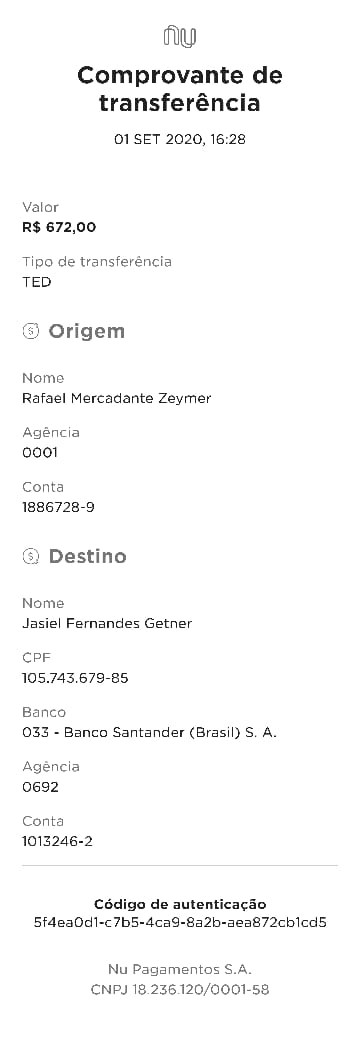 nu
Comprovante de
transferência
01 SET 2020, 16:28
Valor
R$ 672,00
Tipo de transferência
TED
Origem
Nome
Rafael Mercadante Zeymer
Agência
0001
Conta
1886728-9
Destino
Nome
Jasiel Fernandes Getner
CPF
105.743.679-85
Banco
033 - Banco Santander (Brasil) S. A.
Agência
0692
Conta
1013246-2
Código de autenticação
5f4ea0d1-c7b5-4ca9-8a2b-aea872cb1cd5
Nu Pagamentos S.A.
CNPJ 18.236.120/0001-58